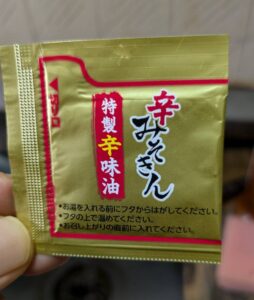 辛みそきん
特製辛味油
•お湯を入れる前にフタからはがしてください。
•フタの上で温めてください。
•お召し上がりの直前に入れてください。